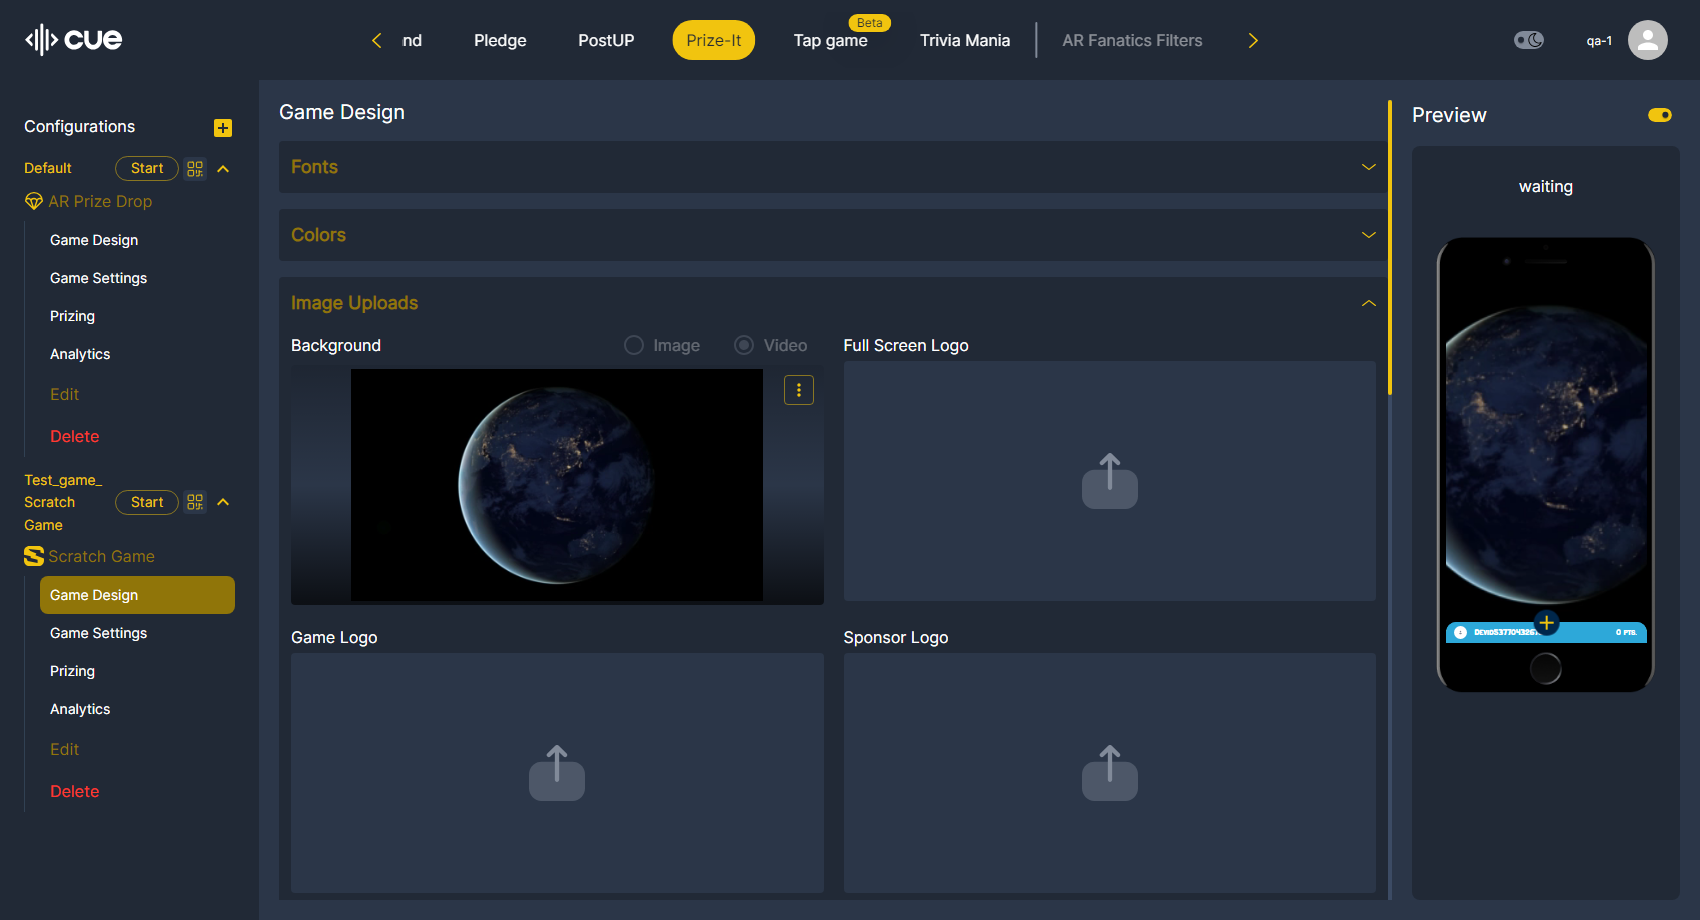 cue
nd
Pledge
PostUP
Prize-It
Beta
Tap game
Trivia Mania
AR Fanatics Filters
qa-1
Configurations
Default
Start
AR Prize Drop
Game Design
Game Settings
Prizing
Analytics
Edit
Delete
Test_game_
Scratch
Game
Start
Scratch Game
Game Design
Game Settings
Prizing
Analytics
Edit
Delete
Game Design
Fonts
Colors
Image Uploads
Background
Image
Video
Full Screen Logo
Game Logo
Sponsor Logo
Preview
waiting
0 PTS.